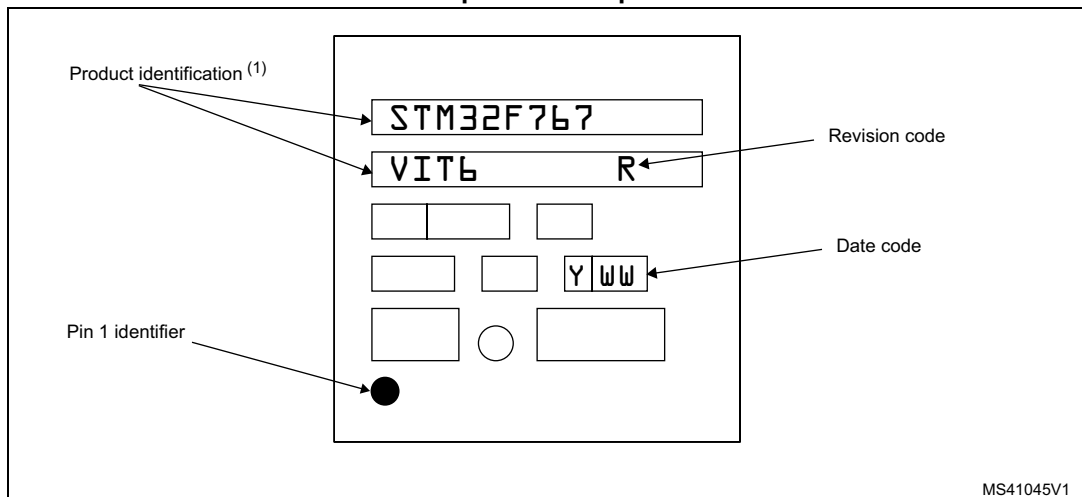 Product identification (1)
STM32F767
Revision code
VIT6 R
Date code
Y WW
Pin 1 identifier
MS41045V1